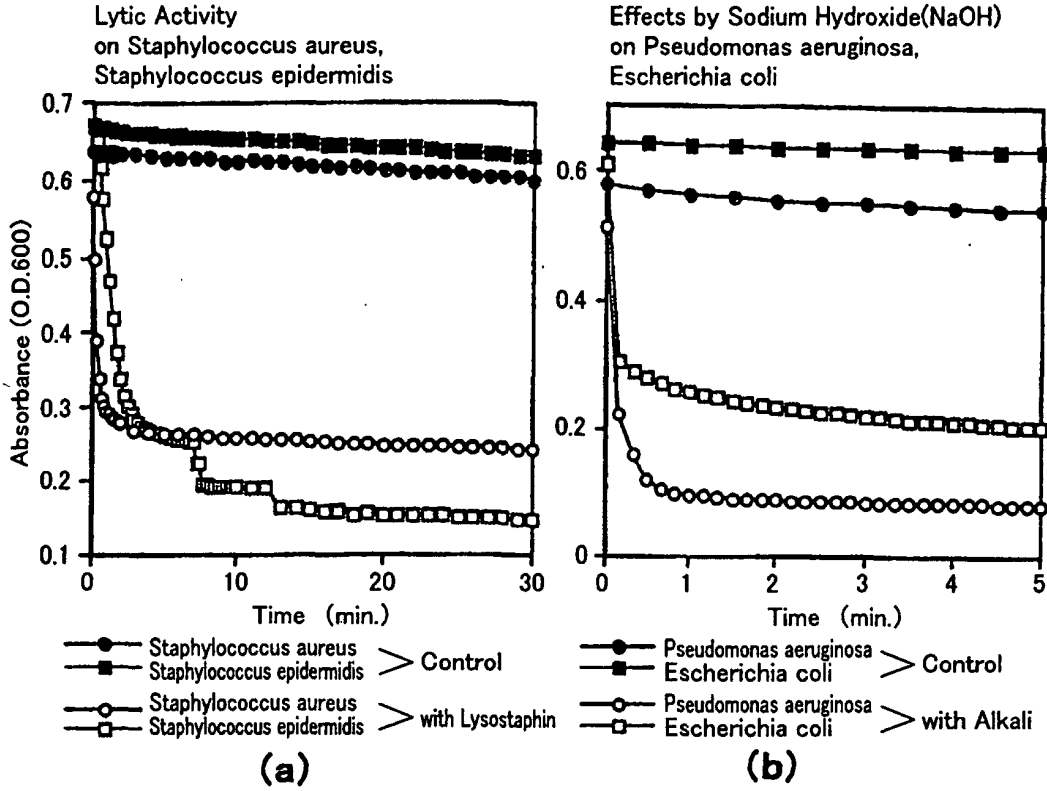 Lytic Activity
on Staphylococcus aureus,
Staphylococcus epidermidis
0.7
0.6
0.5
0.4
0.3
0.2
0.1
Absorbance (O.D.600)
0
10
20
30
Time (min.)
Staphylococcus aureus
Staphylococcus epidermidis
Control
Staphylococcus aureus
Staphylococcus epidermidis
with Lysostaphin
(a)
Effects by Sodium Hydroxide(NaOH)
on Pseudomonas aeruginosa,
Escherichia coli
0.6
0.4
0.2
0
0
1
2
3
4
5
Time (min.)
Pseudomonas aeruginosa
Escherichia coli
Control
Pseudomonas aeruginosa
Escherichia coli
with Alkali
(b)